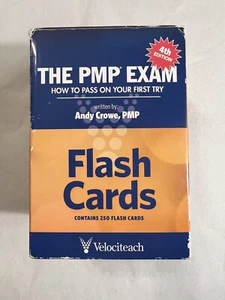 4th
EDITION
THE PMP® EXAM
HOW TO PASS ON YOUR FIRST TRY
written by:
Andy Crowe, PMP
Flash
Cards
CONTAINS 250 FLASH CARDS
Velociteach